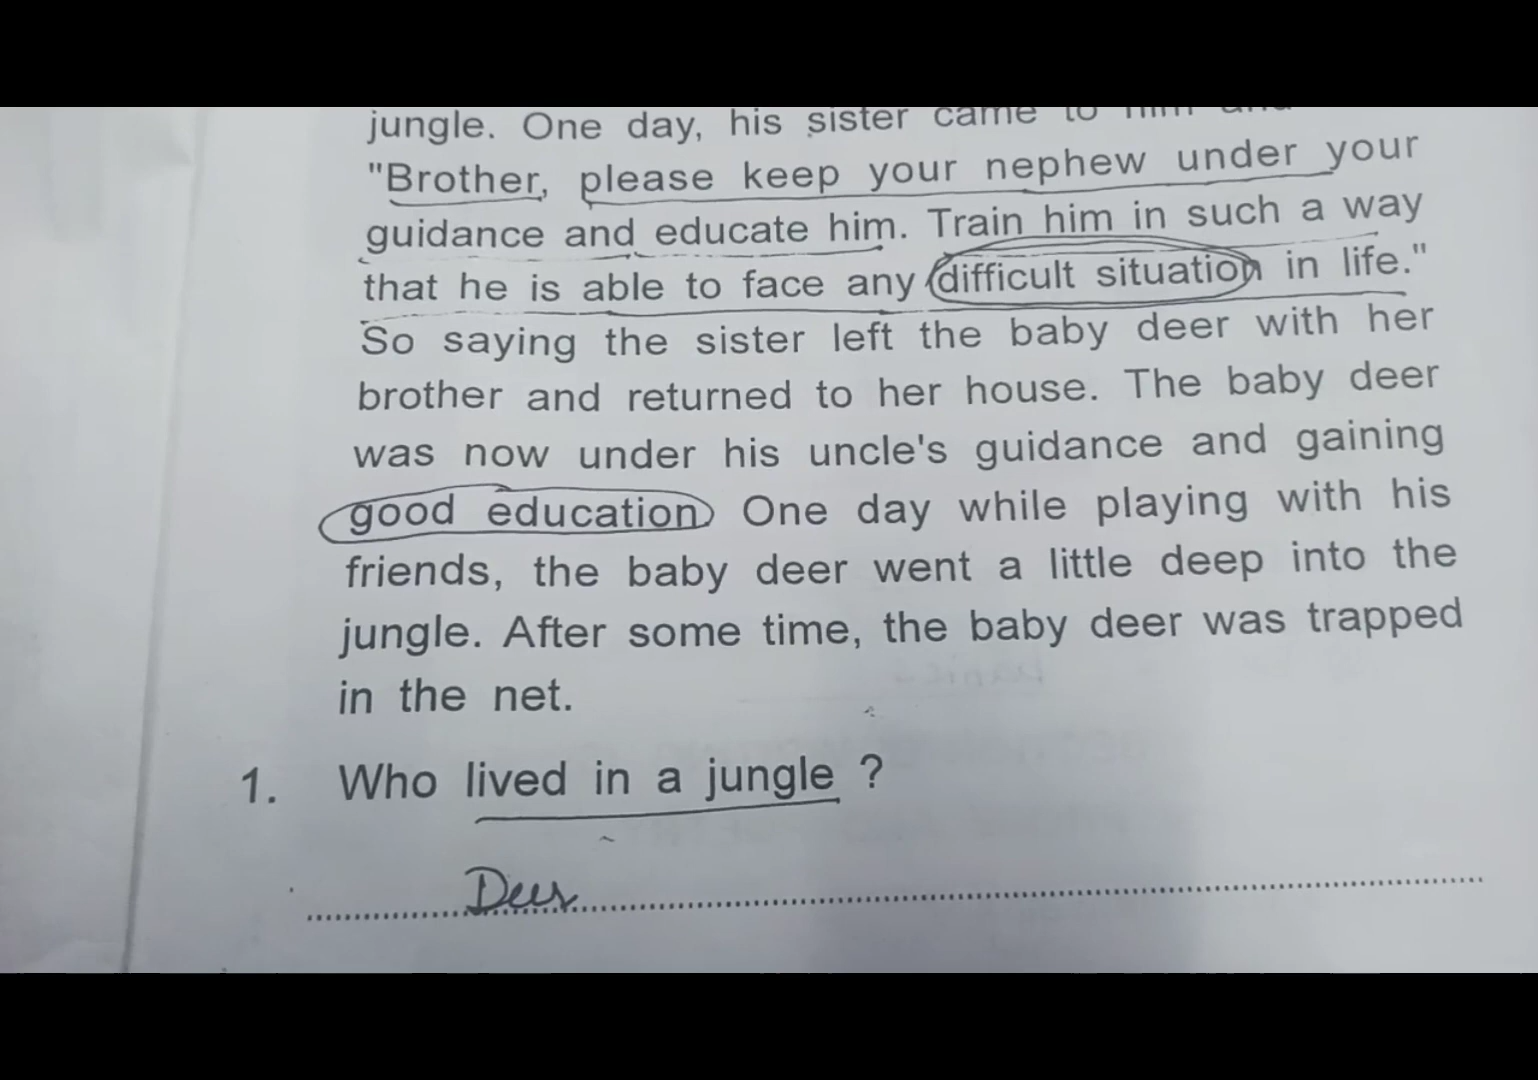 jungle. One day, his sister came to him
"Brother, please keep your nephew under your
guidance and educate him. Train him in such a way
that he is able to face any difficult situation in life."
So saying the sister left the baby deer with her
brother and returned to her house. The baby deer
was now under his uncle's guidance and gaining
good education. One day while playing with his
friends, the baby deer went a little deep into the
jungle. After some time, the baby deer was trapped
in the net.
1. Who lived in a jungle ?
Deer